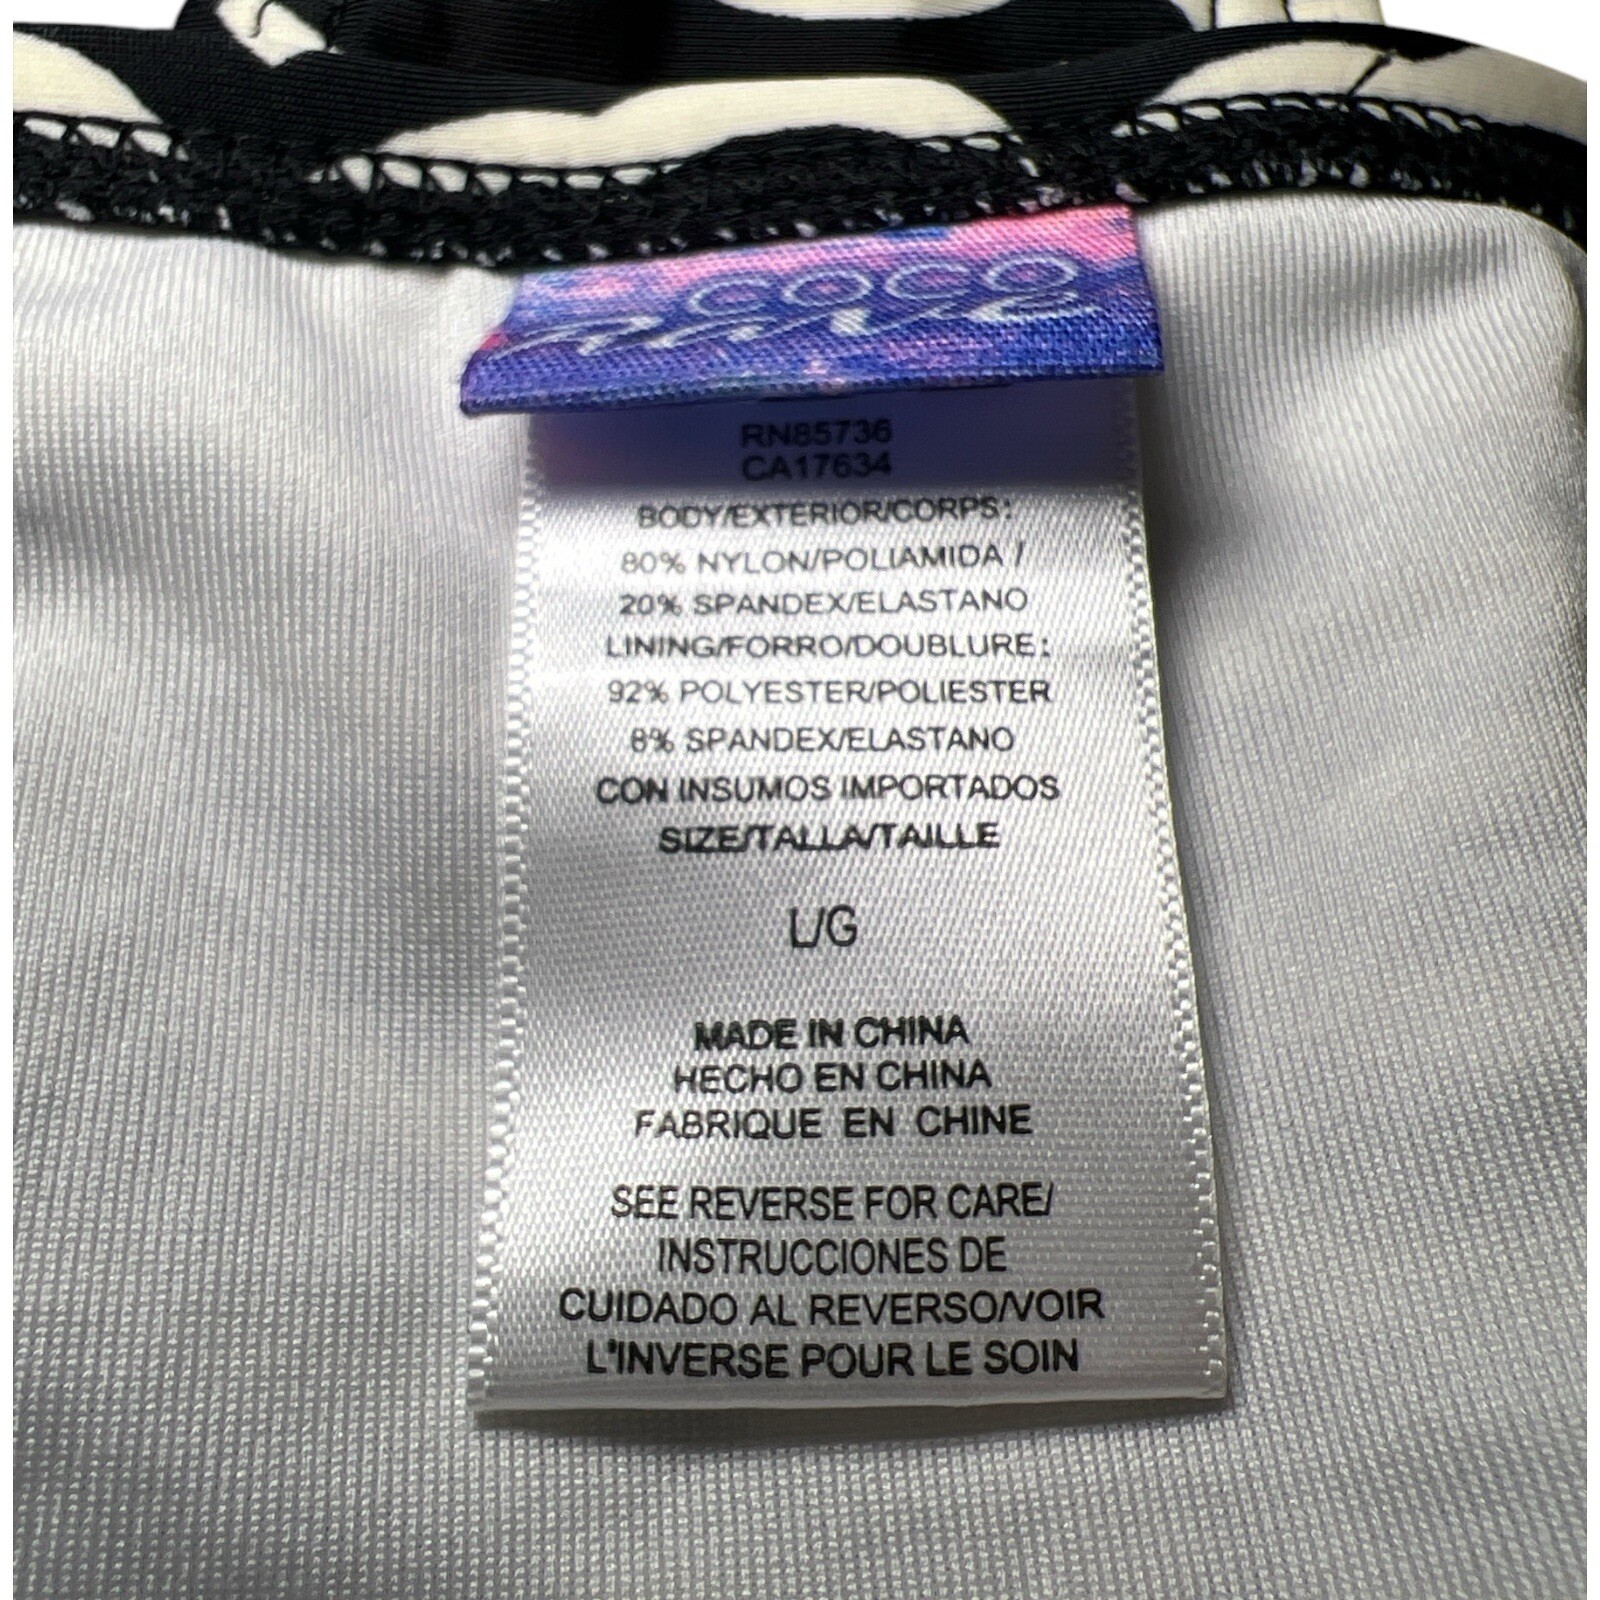 COCO
Rave
RN85736
CA17634
BODY/EXTERIOR/CORPS:
80% NYLON/POLIAMIDA /
20% SPANDEX/ELASTANO
LINING/FORRO/DOUBLURE:
92% POLYESTER/POLIESTER
8% SPANDEX/ELASTANO
CON INSUMOS IMPORTADOS
SIZE/TALLA/TAILLE
L/G
MADE IN CHINA
HECHO EN CHINA
FABRIQUE EN CHINE
SEE REVERSE FOR CARE/
INSTRUCCIONES DE
CUIDADO AL REVERSO/VOIR
L'INVERSE POUR LE SOIN